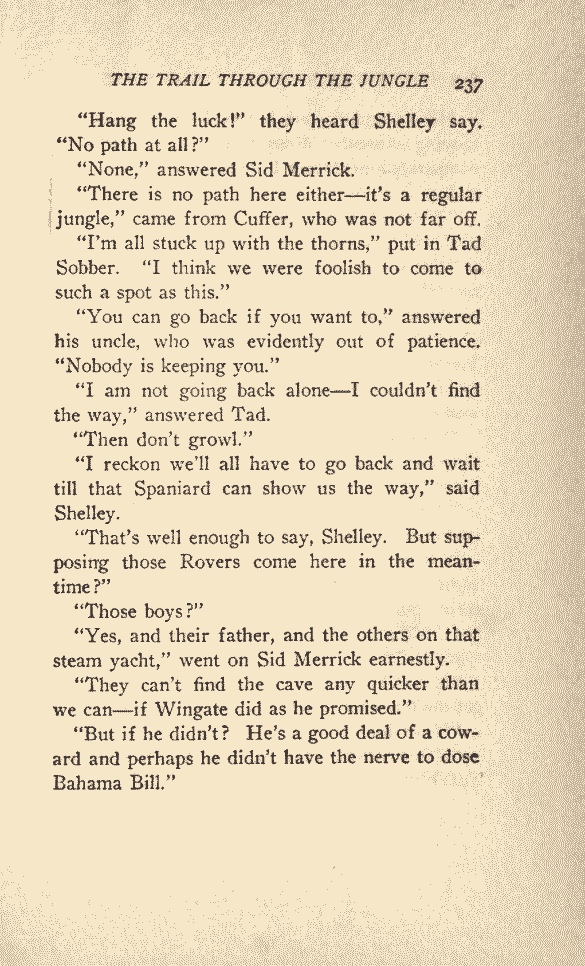 THE TRAIL THROUGH THE JUNGLE 237
“Hang the luck!” they heard Shelley say.
“No path at all?”
“None,” answered Sid Merrick.
“There is no path here either—it's a regular
jungle,” came from Cuffer, who was not far off.
“I'm all stuck up with the thorns,” put in Tad
Sobber. “I think we were foolish to come to
such a spot as this.”
“You can go back if you want to,” answered
his uncle, who was evidently out of patience.
“Nobody is keeping you.”
“I am not going back alone—I couldn't find
the way,” answered Tad.
“Then don't growl.”
“I reckon we'll all have to go back and wait
till that Spaniard can show us the way,” said
Shelley.
“That's well enough to say, Shelley. But sup-
posing those Rovers come here in the mean-
time?”
“Those boys?”
“Yes, and their father, and the others on that
steam yacht,” went on Sid Merrick earnestly.
“They can't find the cave any quicker than
we can—if Wingate did as he promised.”
“But if he didn't? He's a good deal of a cow-
ard and perhaps he didn't have the nerve to dose
Bahama Bill.”